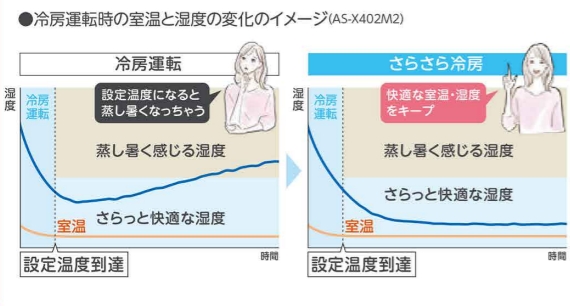 ●冷房運転時の室温と湿度の変化のイメージ(AS-X402M2)
冷房運転
湿度
冷房
運転
設定温度になると
蒸し暑くなっちゃう
蒸し暑く感じる湿度
さらっと快適な湿度
室温
時間
設定温度到達
さらさら冷房
湿度
冷房
運転
快適な室温・湿度
をキープ
蒸し暑く感じる湿度
さらっと快適な湿度
室温
時間
設定温度到達